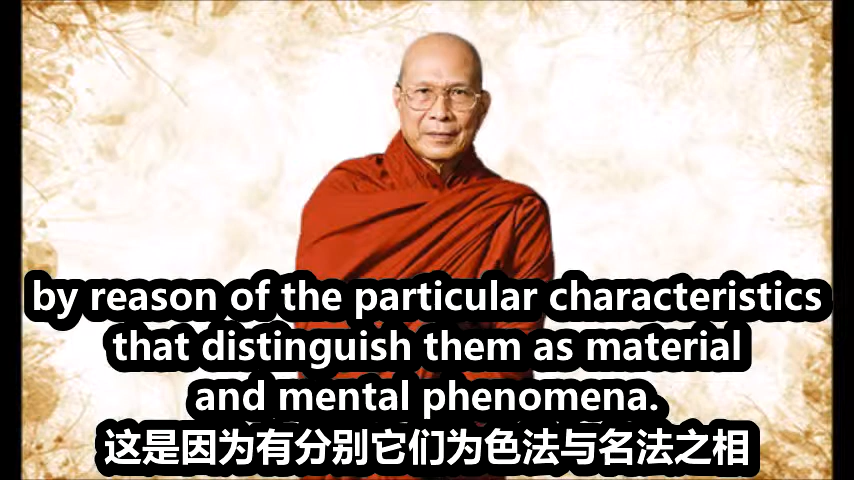 by reason of the particular characteristics
that distinguish them as material
and mental phenomena.
这是因为有分别它们为色法与名法之相